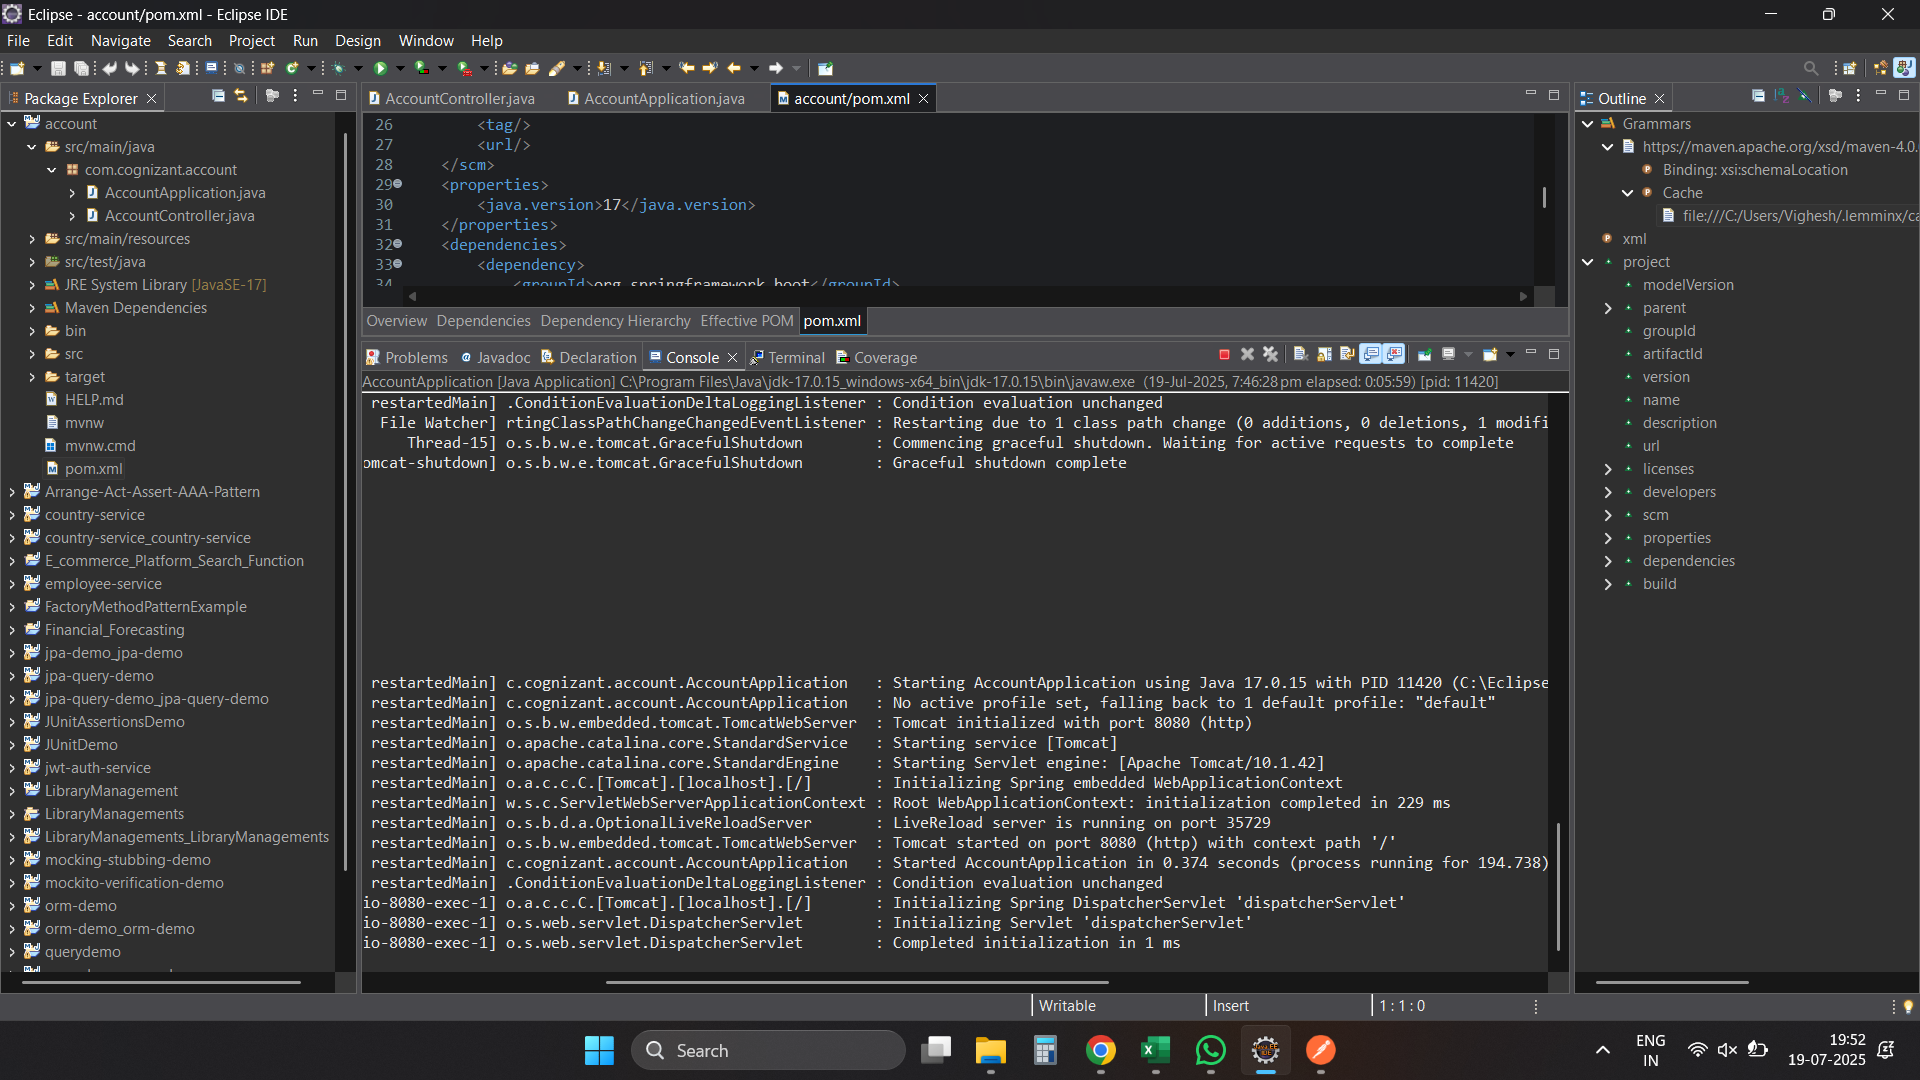 Eclipse - account/pom.xml - Eclipse IDE
File Edit Navigate Search Project Run Design Window Help
Package Explorer
account
src/main/java
com.cognizant.account
AccountApplication.java
AccountController.java
src/main/resources
src/test/java
JRE System Library [JavaSE-17]
Maven Dependencies
bin
src
target
HELP.md
mvnw
mvnw.cmd
pom.xml
Arrange-Act-Assert-AAA-Pattern
country-service
country-service_country-service
E_commerce_Platform_Search_Function
employee-service
FactoryMethodPatternExample
Financial_Forecasting
jpa-demo_jpa-demo
jpa-query-demo
jpa-query-demo_jpa-query-demo
JUnitAssertionsDemo
JUnitDemo
jwt-auth-service
LibraryManagement
LibraryManagements
LibraryManagements_LibraryManagements
mocking-stubbing-demo
mockito-verification-demo
orm-demo
orm-demo_orm-demo
querydemo
AccountController.java AccountApplication.java account/pom.xml
26 <tag/>
27 <url/>
28 </scm>
29 <properties>
30 <java.version>17</java.version>
31 </properties>
32 <dependencies>
33 <dependency>
34 <groupId>org.springframework.boot</groupId>
Overview Dependencies Dependency Hierarchy Effective POM pom.xml
Problems Javadoc Declaration Console Terminal Coverage
AccountApplication [Java Application] C:\Program Files\Java\jdk-17.0.15_windows-x64_bin\jdk-17.0.15\bin\javaw.exe (19-Jul-2025, 7:46:28 pm elapsed: 0:05:59) [pid: 11420]
restartedMain] .ConditionEvaluationDeltaLoggingListener : Condition evaluation unchanged
File Watcher] rtingClassPathChangeChangedEventListener : Restarting due to 1 class path change (0 additions, 0 deletions, 1 modifi
Thread-15] o.s.b.w.e.tomcat.GracefulShutdown : Commencing graceful shutdown. Waiting for active requests to complete
omcat-shutdown] o.s.b.w.e.tomcat.GracefulShutdown : Graceful shutdown complete
restartedMain] c.cognizant.account.AccountApplication : Starting AccountApplication using Java 17.0.15 with PID 11420 (C:\Eclipse
restartedMain] c.cognizant.account.AccountApplication : No active profile set, falling back to 1 default profile: "default"
restartedMain] o.s.b.w.embedded.tomcat.TomcatWebServer : Tomcat initialized with port 8080 (http)
restartedMain] o.apache.catalina.core.StandardService : Starting service [Tomcat]
restartedMain] o.apache.catalina.core.StandardEngine : Starting Servlet engine: [Apache Tomcat/10.1.42]
restartedMain] o.a.c.c.C.[Tomcat].[localhost].[/] : Initializing Spring embedded WebApplicationContext
restartedMain] w.s.c.ServletWebServerApplicationContext : Root WebApplicationContext: initialization completed in 229 ms
restartedMain] o.s.b.d.a.OptionalLiveReloadServer : LiveReload server is running on port 35729
restartedMain] o.s.b.w.embedded.tomcat.TomcatWebServer : Tomcat started on port 8080 (http) with context path '/'
restartedMain] c.cognizant.account.AccountApplication : Started AccountApplication in 0.374 seconds (process running for 194.738)
restartedMain] .ConditionEvaluationDeltaLoggingListener : Condition evaluation unchanged
io-8080-exec-1] o.a.c.c.C.[Tomcat].[localhost].[/] : Initializing Spring DispatcherServlet 'dispatcherServlet'
io-8080-exec-1] o.s.web.servlet.DispatcherServlet : Initializing Servlet 'dispatcherServlet'
io-8080-exec-1] o.s.web.servlet.DispatcherServlet : Completed initialization in 1 ms
Outline
Grammars
https://maven.apache.org/xsd/maven-4.0.
Binding: xsi:schemaLocation
Cache
file:///C:/Users/Vighesh/.lemminx/ca
xml
project
modelVersion
parent
groupId
artifactId
version
name
description
url
licenses
developers
scm
properties
dependencies
build
Writable Insert 1 : 1 : 0
Search
ENG
IN
19:52
19-07-2025